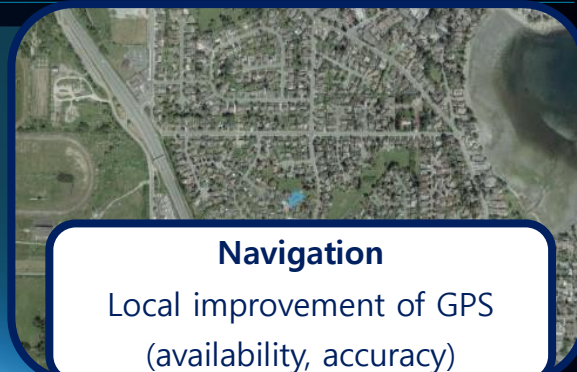 Navigation
Local improvement of GPS
(availability, accuracy)